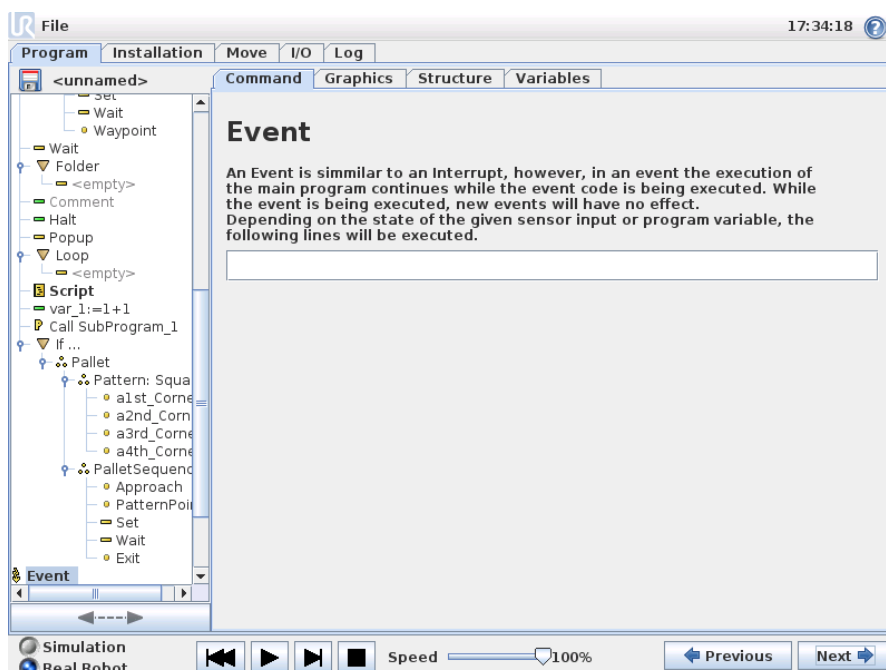 UR File 17:34:18 ?
Program Installation Move I/O Log
<unnamed> Command Graphics Structure Variables
Set
Wait
Waypoint
Wait
Folder
<empty>
Comment
Halt
Popup
Loop
<empty>
Script
var_1:=1+1
Call SubProgram_1
If ...
Pallet
Pattern: Squa
a1st_Corne
a2nd_Corn
a3rd_Corne
a4th_Corne
PalletSequenc
Approach
PatternPoi
Set
Wait
Exit
Event
Event
An Event is simmilar to an Interrupt, however, in an event the execution of
the main program continues while the event code is being executed. While
the event is being executed, new events will have no effect.
Depending on the state of the given sensor input or program variable, the
following lines will be executed.
Simulation
Real Robot
Speed 100% Previous Next